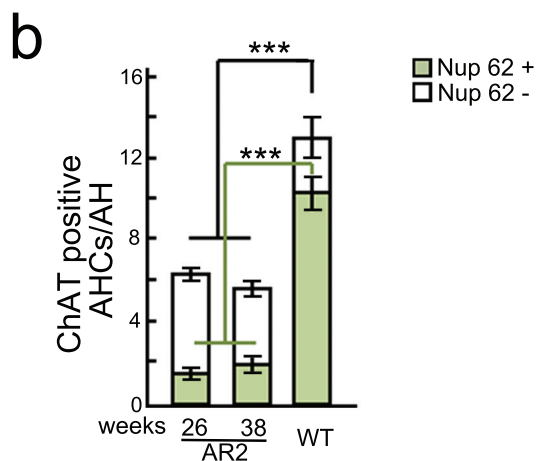 b
***
***
Nup 62 +
Nup 62 -
ChAT positive
AHCs/AH
16
12
8
4
0
weeks 26 38 WT
AR2